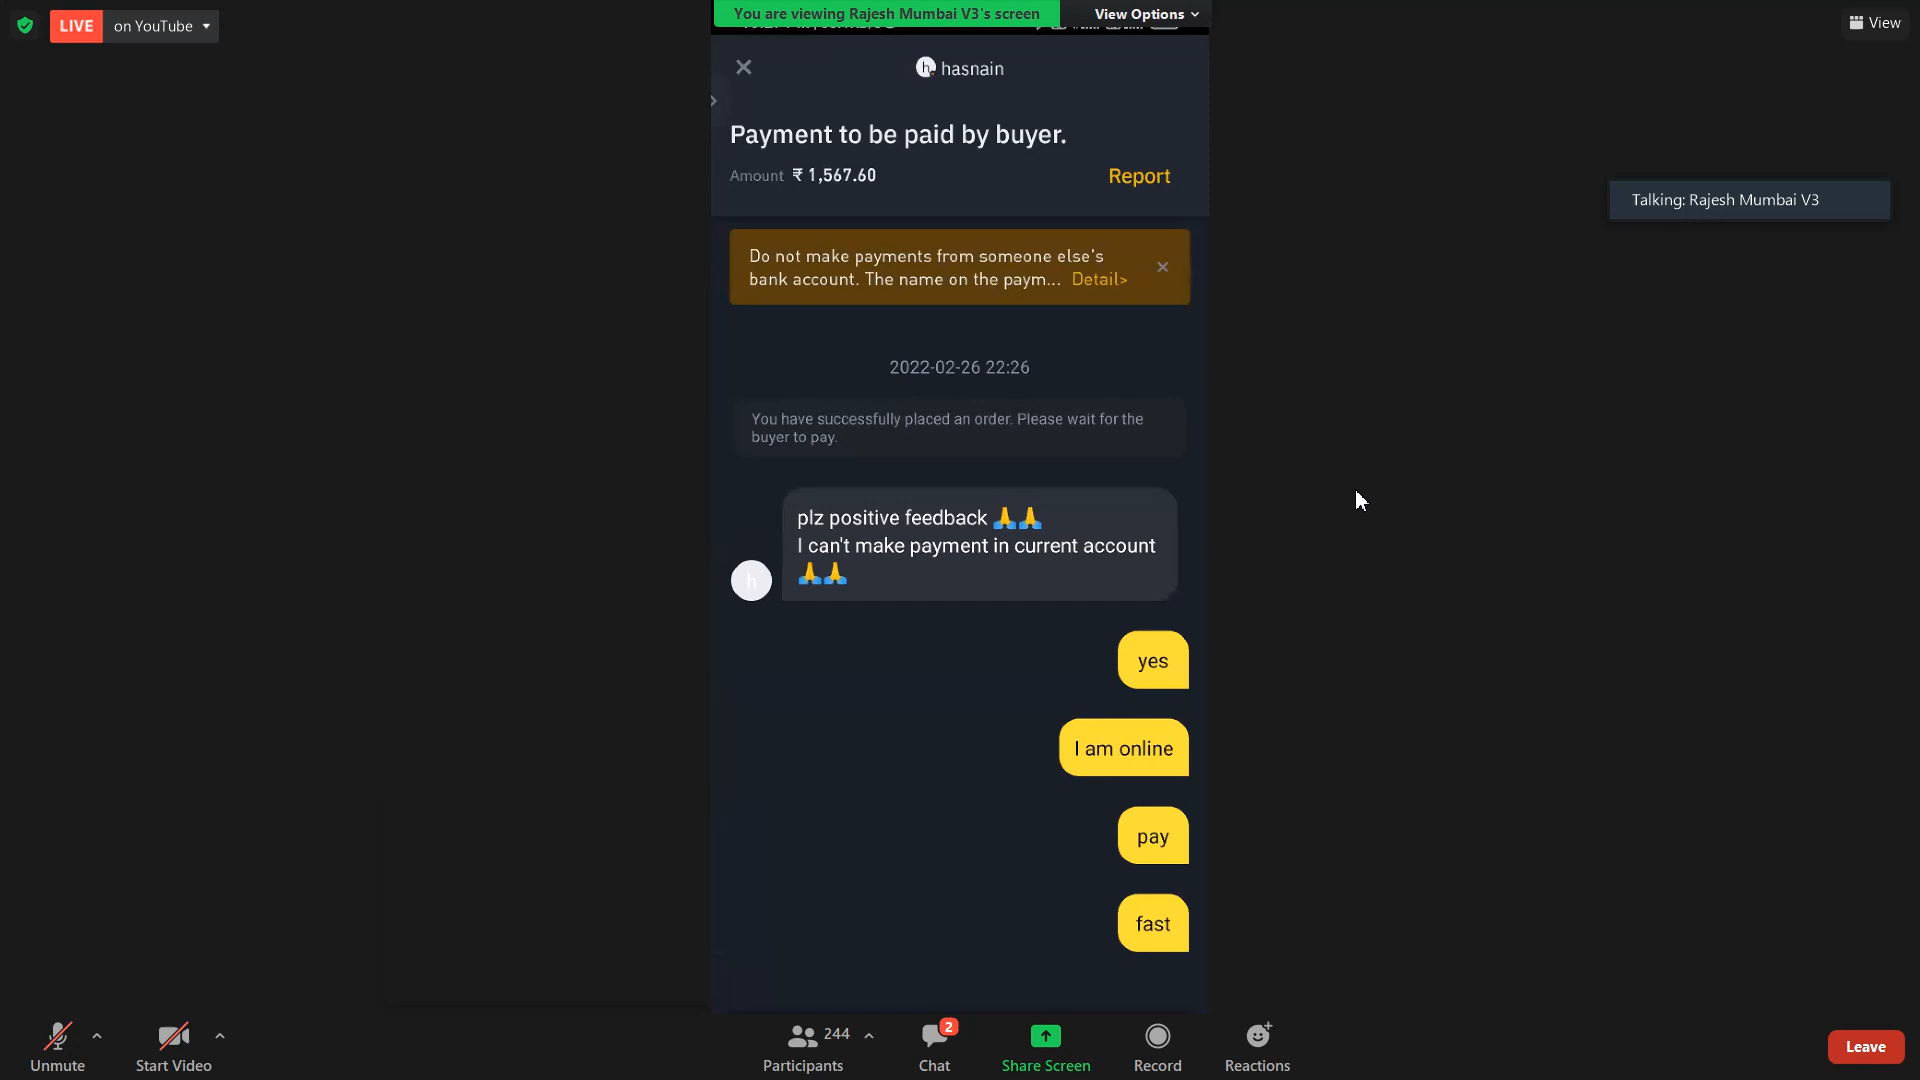 LIVE on YouTube
You are viewing Rajesh Mumbai V3's screen
View Options
View
h hasnain
Payment to be paid by buyer.
Amount ₹ 1,567.60
Report
Talking: Rajesh Mumbai V3
Do not make payments from someone else's
bank account. The name on the paym... Detail>
2022-02-26 22:26
You have successfully placed an order. Please wait for the
buyer to pay.
plz positive feedback 🙏🙏
I can't make payment in current account
🙏🙏
h
yes
I am online
pay
fast
Unmute
Start Video
244
Participants
2
Chat
Share Screen
Record
Reactions
Leave